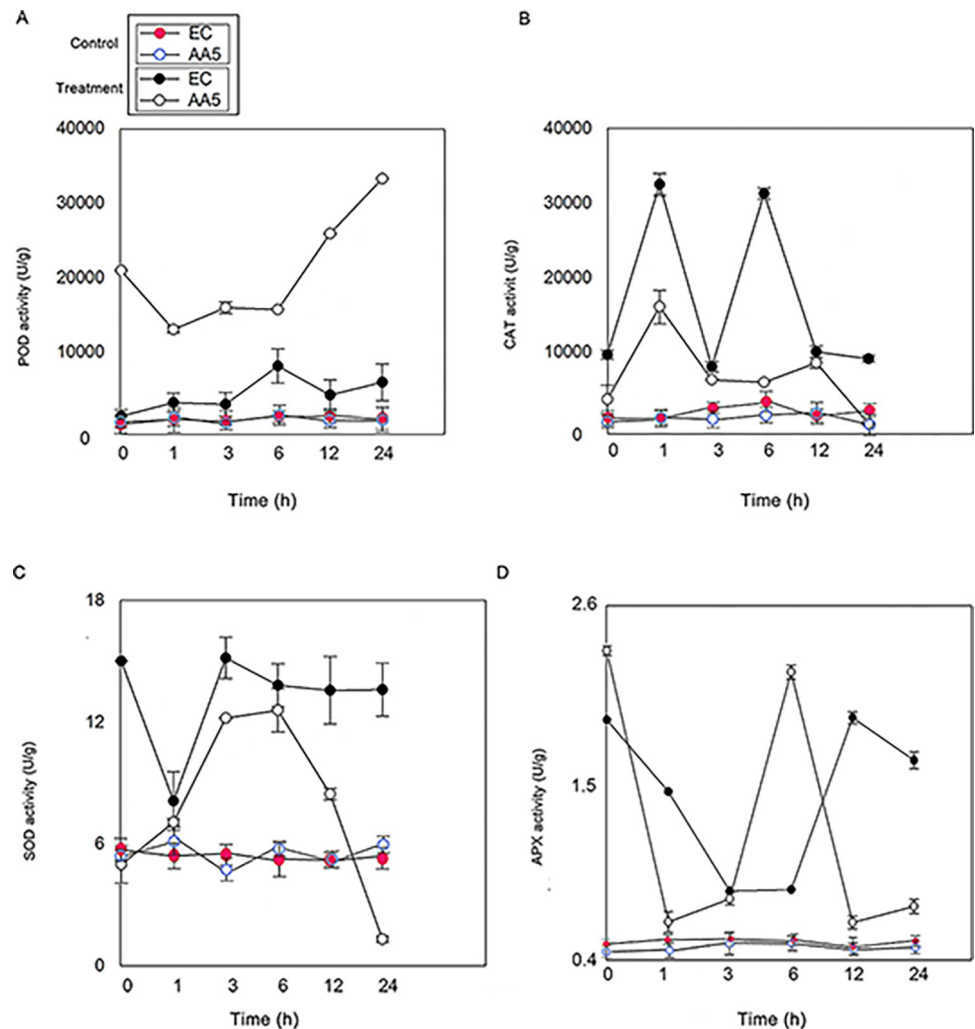 A
Control
EC
AA5
Treatment
EC
AA5
40000
30000
20000
10000
0
POD activity (U/g)
0 1 3 6 12 24
Time (h)
B
40000
30000
20000
10000
0
CAT activit (U/g)
0 1 3 6 12 24
Time (h)
C
18
12
6
0
SOD activity (U/g)
0 1 3 6 12 24
Time (h)
D
2.6
1.5
0.4
APX activity (U/g)
0 1 3 6 12 24
Time (h)